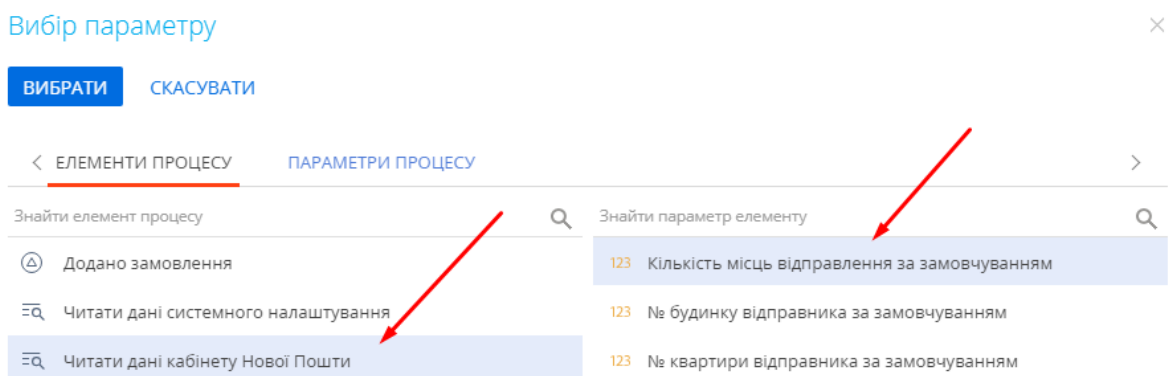 Вибір параметру
ВИБРАТИ СКАСУВАТИ
ЕЛЕМЕНТИ ПРОЦЕСУ ПАРАМЕТРИ ПРОЦЕСУ
Знайти елемент процесу
Додано замовлення
Читати дані системного налаштування
Читати дані кабінету Нової Пошти
Знайти параметр елементу
123 Кількість місць відправлення за замовчуванням
123 № будинку відправника за замовчуванням
123 № квартири відправника за замовчуванням